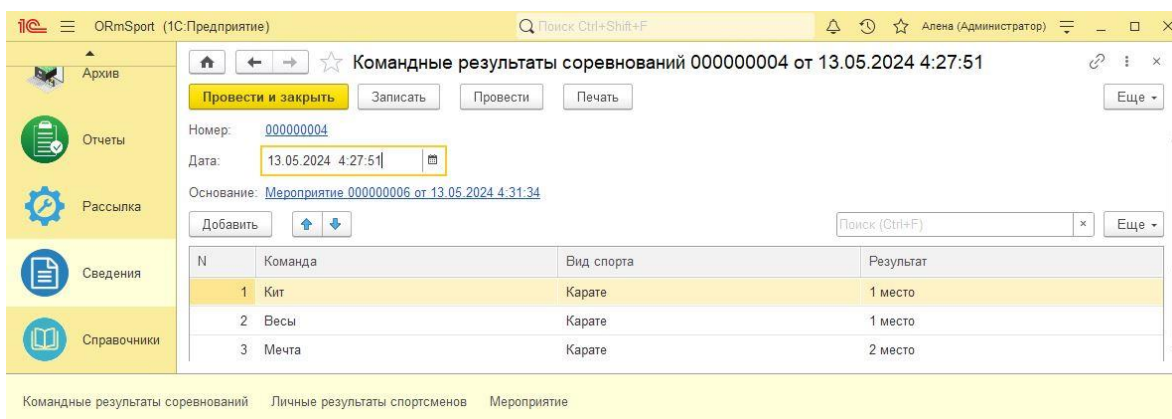 1С ORmSport (1С:Предприятие) Поиск Ctrl+Shift+F Алена (Администратор)
Архив
Отчеты
Рассылка
Сведения
Справочники
Командные результаты соревнований 000000004 от 13.05.2024 4:27:51
Провести и закрыть Записать Провести Печать Еще
Номер: 000000004
Дата: 13.05.2024 4:27:51
Основание: Мероприятие 000000006 от 13.05.2024 4:31:34
Добавить Поиск (Ctrl+F) × Еще
N Команда Вид спорта Результат
1 Кит Карате 1 место
2 Весы Карате 1 место
3 Мечта Карате 2 место
Командные результаты соревнований Личные результаты спортсменов Мероприятие